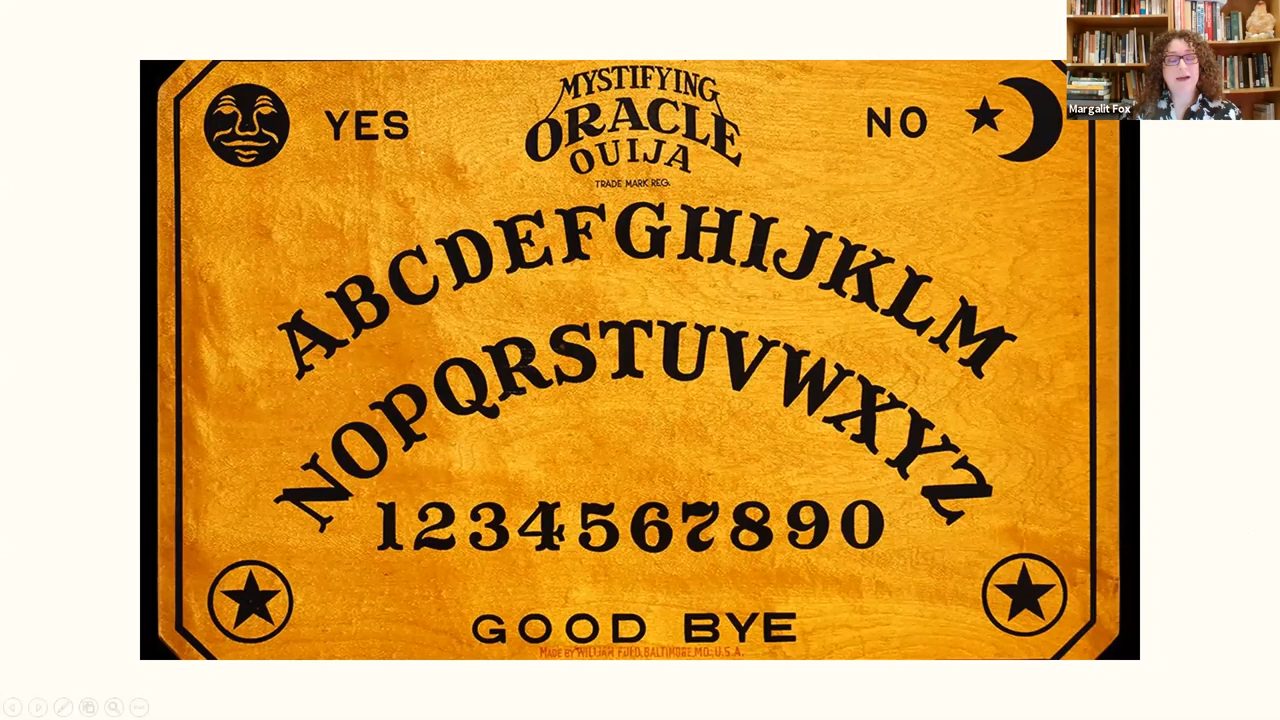 MYSTIFYING
ORACLE
OUIJA
TRADE MARK REG.
YES
NO
Margalit Fox
ABCDEFGHIJKLM
NOPQRSTUVWXYZ
1234567890
GOOD BYE
MADE BY WILLIAM FULD, BALTIMORE, MD. U.S.A.